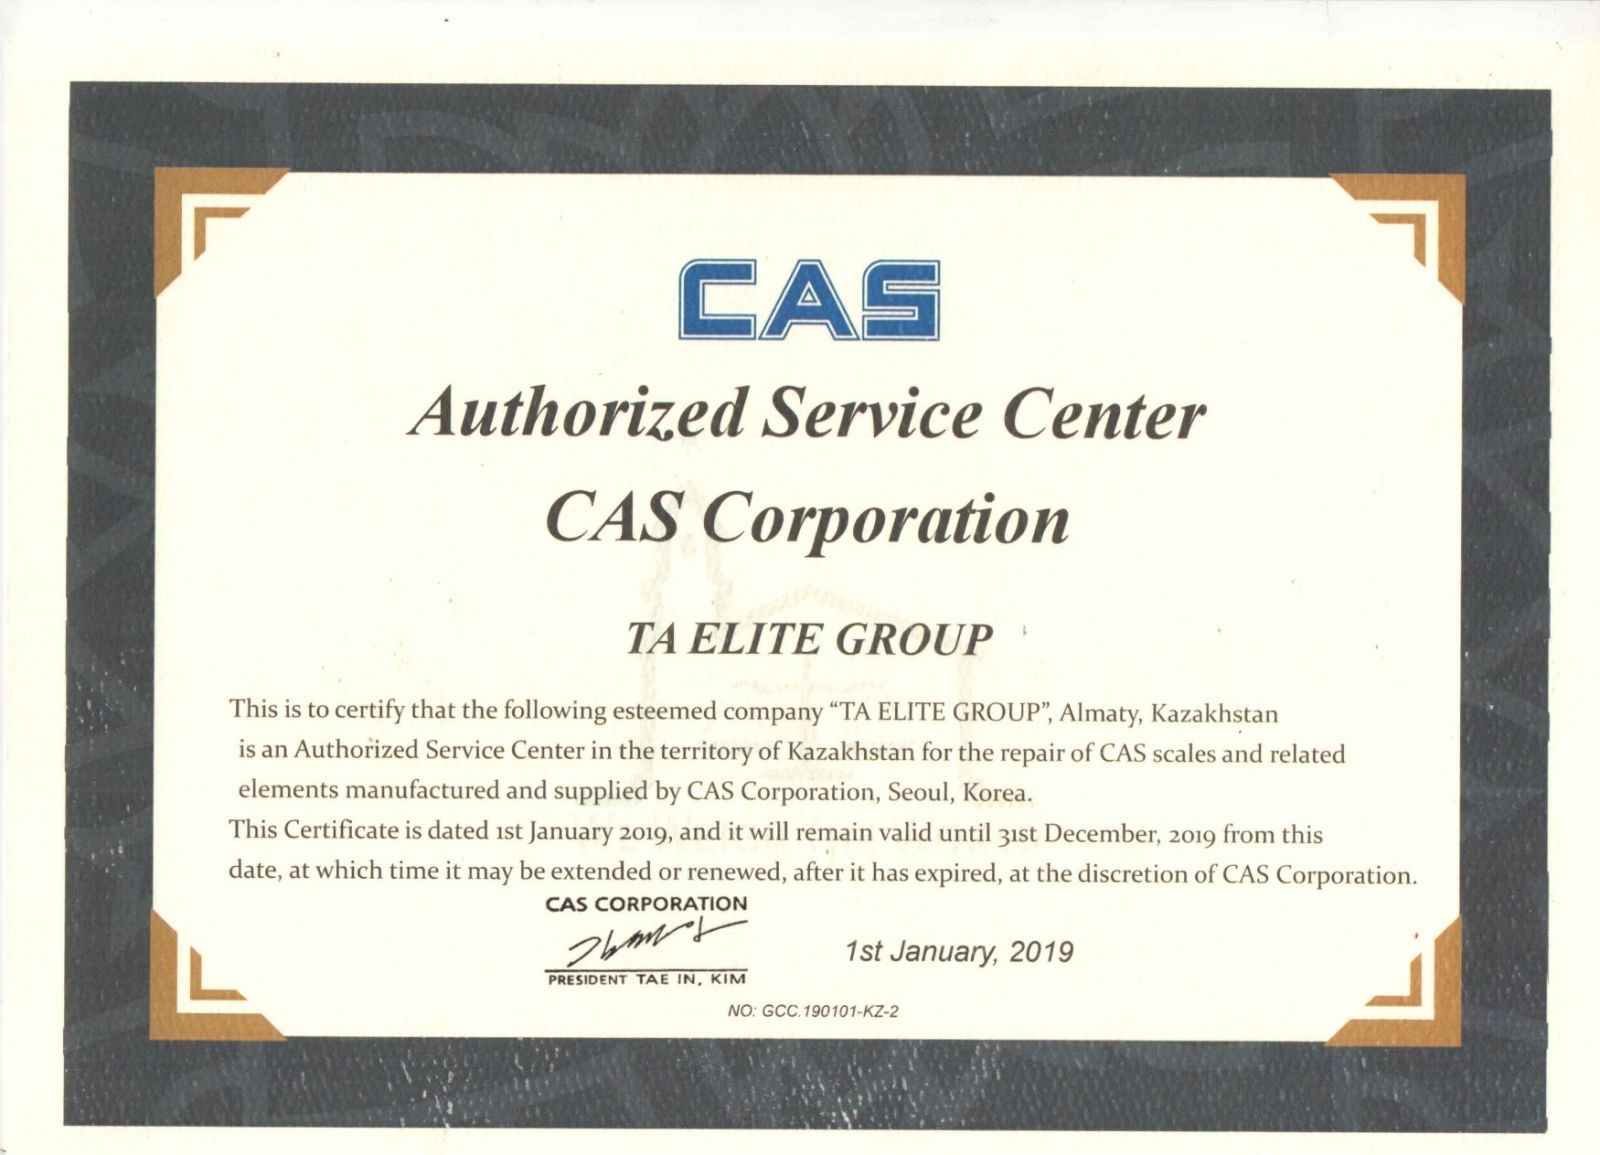 CAS
Authorized Service Center
CAS Corporation
TA ELITE GROUP
This is to certify that the following esteemed company “TA ELITE GROUP”, Almaty, Kazakhstan
is an Authorized Service Center in the territory of Kazakhstan for the repair of CAS scales and related
elements manufactured and supplied by CAS Corporation, Seoul, Korea.
This Certificate is dated 1st January 2019, and it will remain valid until 31st December, 2019 from this
date, at which time it may be extended or renewed, after it has expired, at the discretion of CAS Corporation.
CAS CORPORATION
PRESIDENT TAE IN, KIM
1st January, 2019
NO: GCC.190101-KZ-2